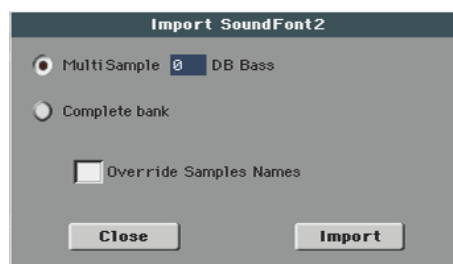 Import SoundFont2
MultiSample 0 DB Bass
Complete bank
Override Samples Names
Close Import